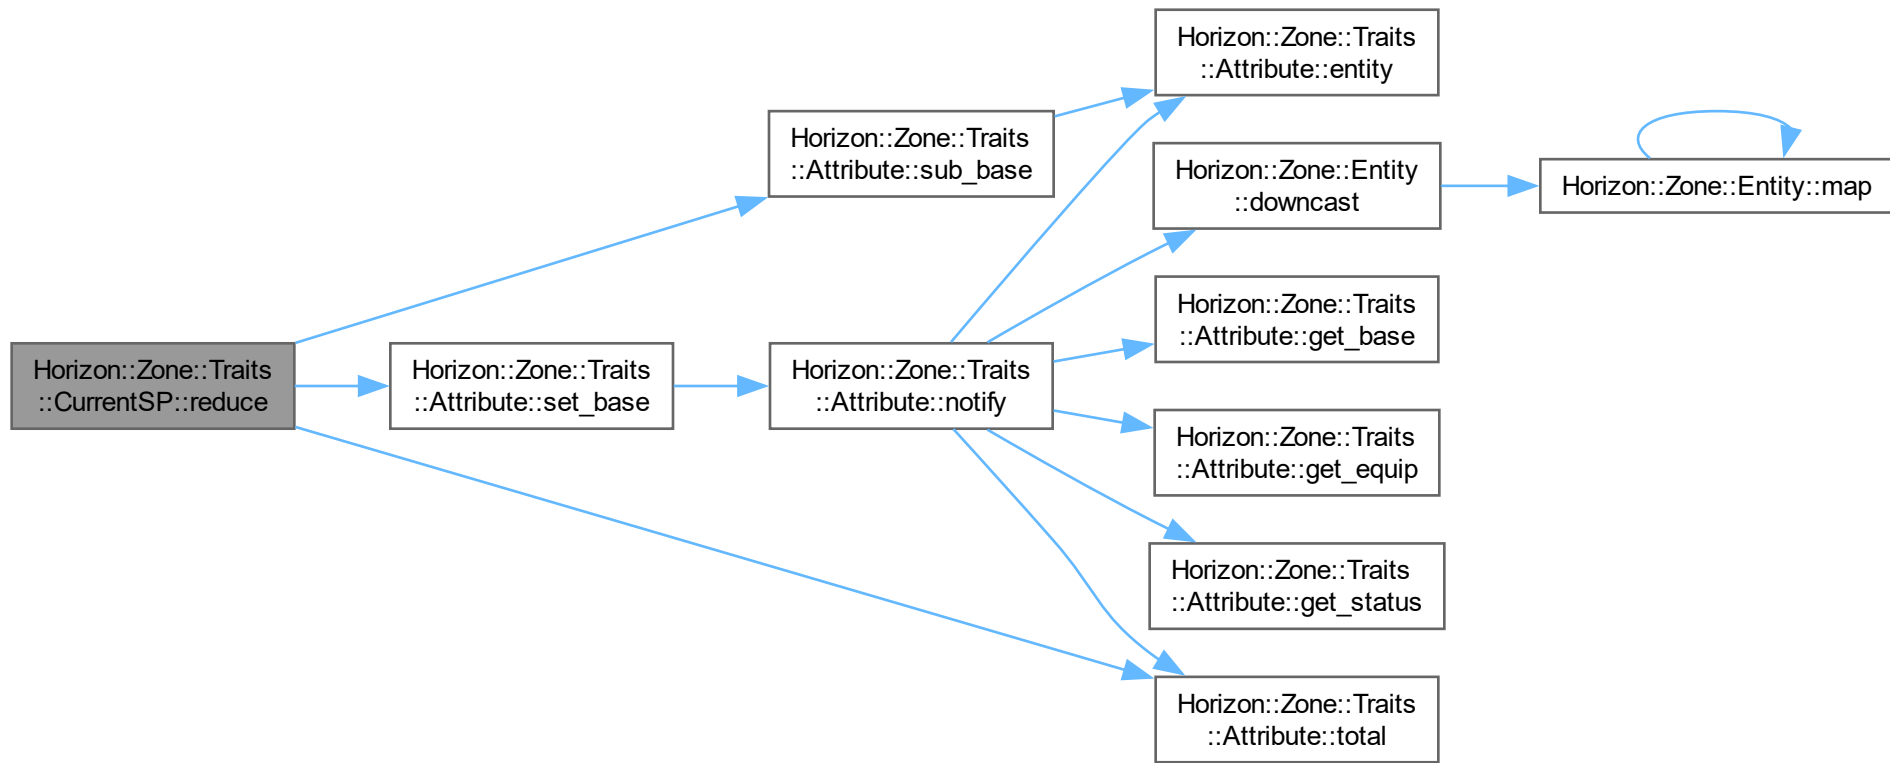 Horizon::Zone::Traits
::CurrentSP::reduce
Horizon::Zone::Traits
::Attribute::sub_base
Horizon::Zone::Traits
::Attribute::set_base
Horizon::Zone::Traits
::Attribute::notify
Horizon::Zone::Traits
::Attribute::entity
Horizon::Zone::Entity
::downcast
Horizon::Zone::Traits
::Attribute::get_base
Horizon::Zone::Traits
::Attribute::get_equip
Horizon::Zone::Traits
::Attribute::get_status
Horizon::Zone::Traits
::Attribute::total
Horizon::Zone::Entity::map